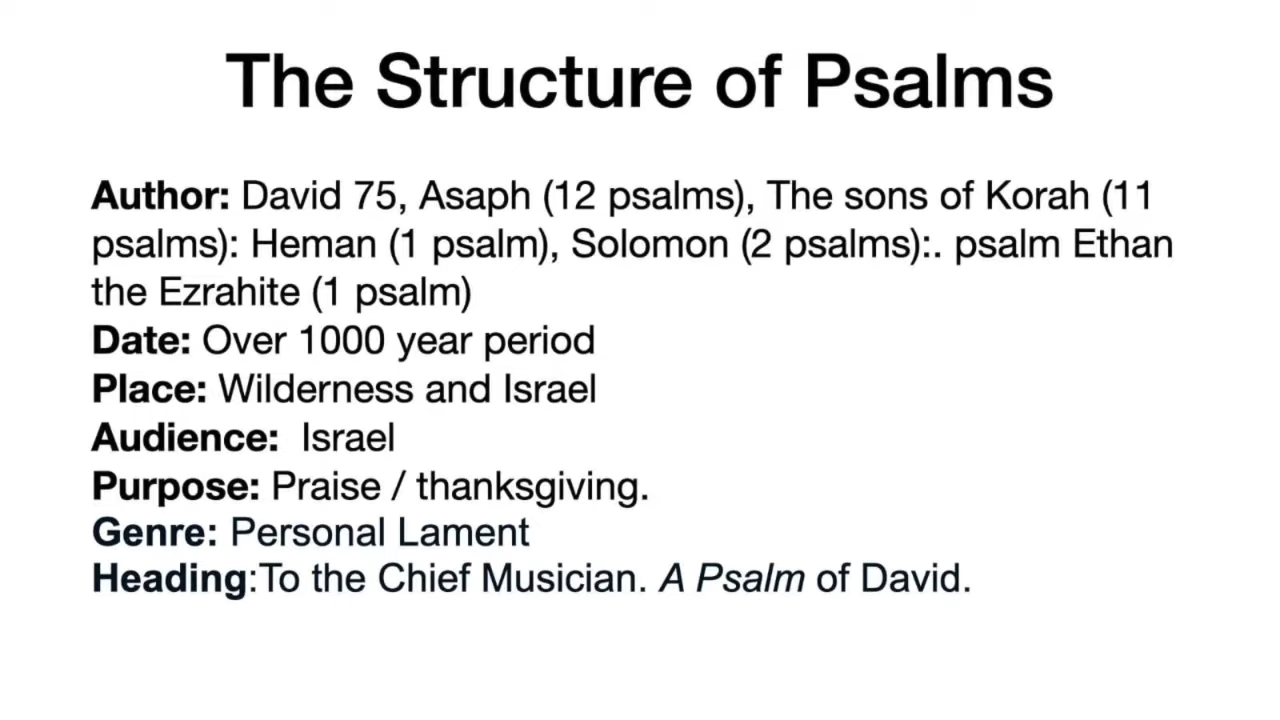 The Structure of Psalms
Author: David 75, Asaph (12 psalms), The sons of Korah (11
psalms): Heman (1 psalm), Solomon (2 psalms):. psalm Ethan
the Ezrahite (1 psalm)
Date: Over 1000 year period
Place: Wilderness and Israel
Audience:  Israel
Purpose: Praise / thanksgiving.
Genre: Personal Lament
Heading:To the Chief Musician. A Psalm of David.